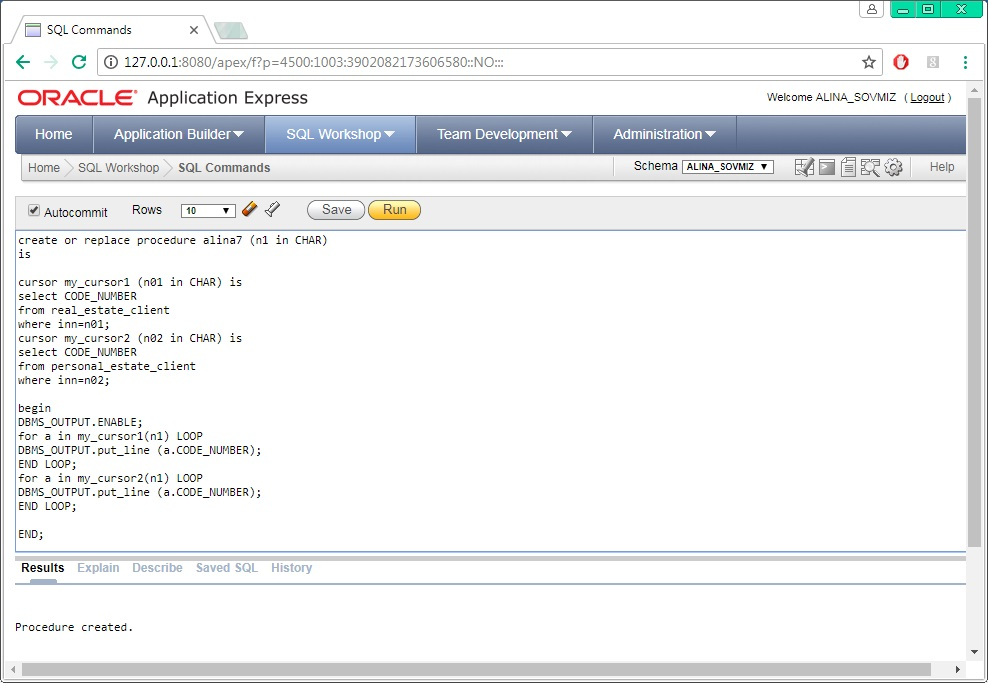 SQL Commands
127.0.0.1:8080/apex/f?p=4500:1003:3902082173606580::NO:::
ORACLE Application Express
Welcome ALINA_SOVMIZ ( Logout )
Home Application Builder SQL Workshop Team Development Administration
Home SQL Workshop SQL Commands Schema ALINA_SOVMIZ Help
Autocommit Rows 10 Save Run
create or replace procedure alina7 (n1 in CHAR)
is
cursor my_cursor1 (n01 in CHAR) is
select CODE_NUMBER
from real_estate_client
where inn=n01;
cursor my_cursor2 (n02 in CHAR) is
select CODE_NUMBER
from personal_estate_client
where inn=n02;
begin
DBMS_OUTPUT.ENABLE;
for a in my_cursor1(n1) LOOP
DBMS_OUTPUT.put_line (a.CODE_NUMBER);
END LOOP;
for a in my_cursor2(n1) LOOP
DBMS_OUTPUT.put_line (a.CODE_NUMBER);
END LOOP;
END;
Results Explain Describe Saved SQL History
Procedure created.